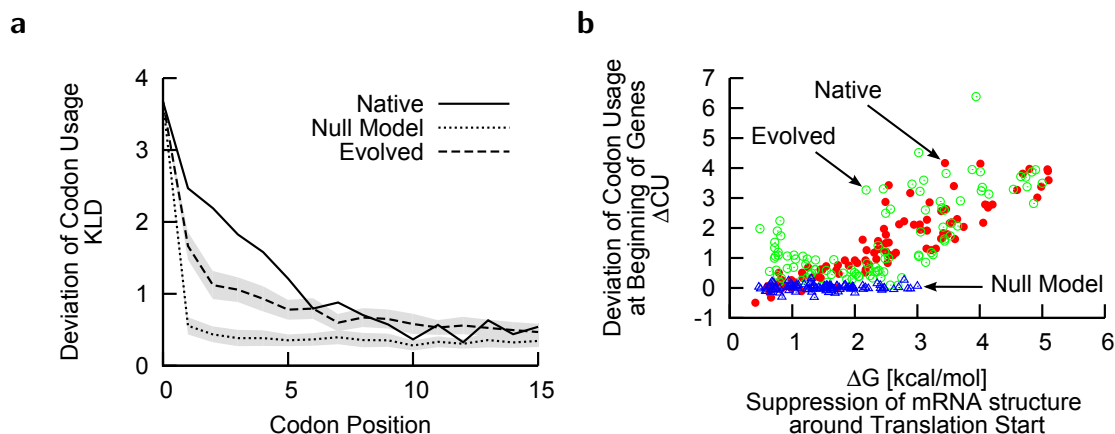 a
Deviation of Codon Usage
KLD
4
3
2
1
0
Native
Null Model
Evolved
0
5
10
15
Codon Position
b
Deviation of Codon Usage
at Beginning of Genes
ΔCU
7
6
5
4
3
2
1
0
-1
Native
Evolved
Null Model
0
1
2
3
4
5
6
ΔG [kcal/mol]
Suppression of mRNA structure
around Translation Start